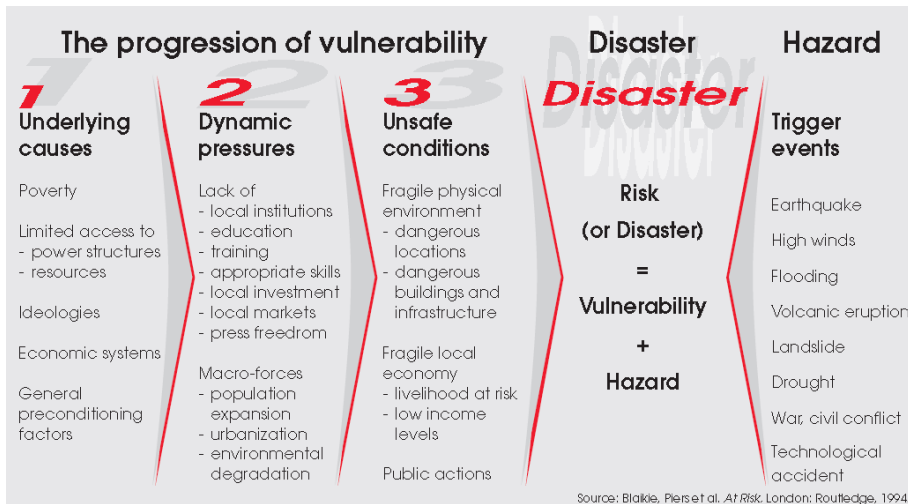 The progression of vulnerability
Disaster
Hazard
1
Underlying
causes
Poverty
Limited access to
- power structures
- resources
Ideologies
Economic systems
General
preconditioning
factors
2
Dynamic
pressures
Lack of
- local institutions
- education
- training
- appropriate skills
- local investment
- local markets
- press freedrom
Macro-forces
- population
expansion
- urbanization
- environmental
degradation
3
Unsafe
conditions
Fragile physical
environment
- dangerous
locations
- dangerous
buildings and
infrastructure
Fragile local
economy
- livelihood at risk
- low income
levels
Public actions
Disaster
Risk
(or Disaster)
=
Vulnerability
+
Hazard
Trigger
events
Earthquake
High winds
Flooding
Volcanic eruption
Landslide
Drought
War, civil conflict
Technological
accident
Source: Blaikie, Piers et al. At Risk. London: Routledge, 1994